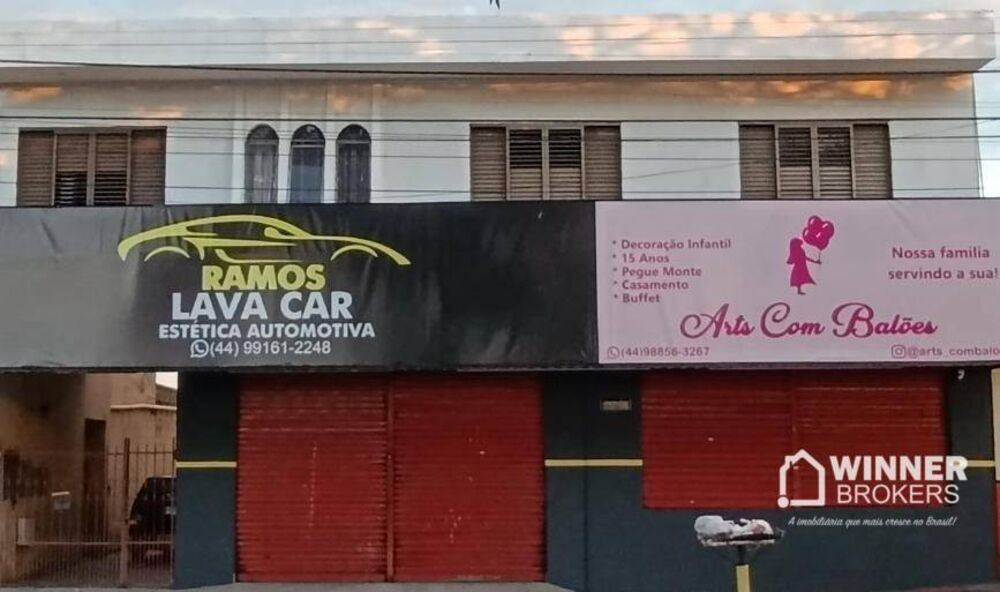 RAMOS
LAVA CAR
ESTÉTICA AUTOMOTIVA
(44) 99161-2248
* Decoração Infantil
* 15 Anos
* Pegue Monte
* Casamento
* Buffet
Nossa familia
servindo a sua!
Arts Com Balões
(44)98856-3267
@arts_combalo
WINNER
BROKERS
A imobiliária que mais cresce no Brasil!